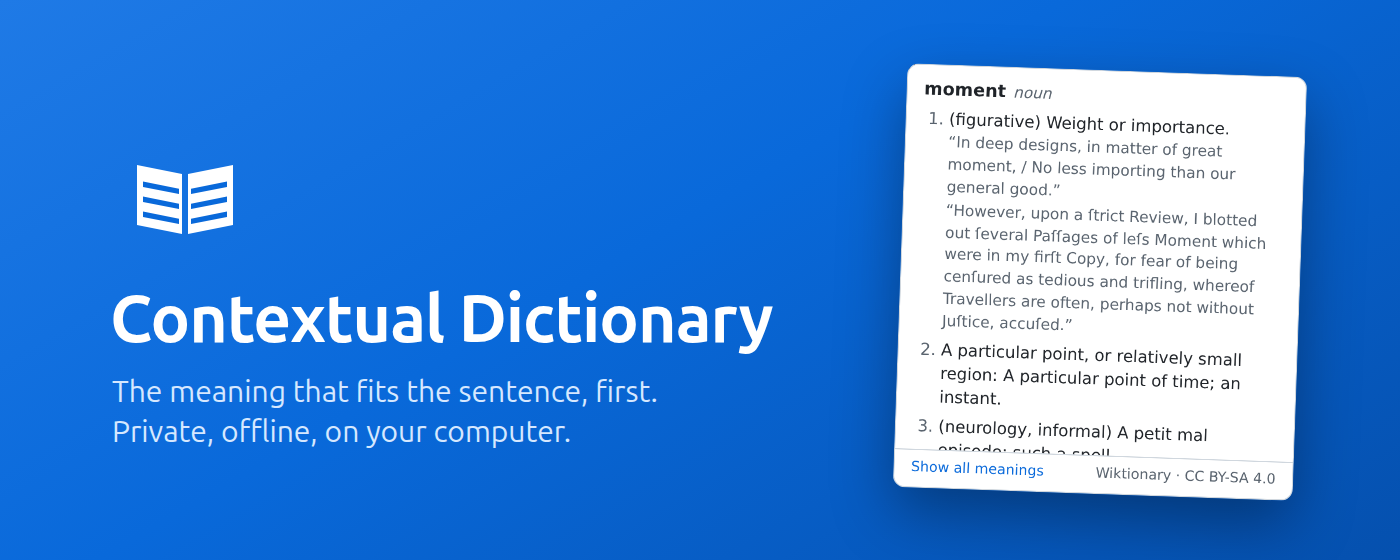 Contextual Dictionary
The meaning that fits the sentence, first.
Private, offline, on your computer.
moment noun
1. (figurative) Weight or importance.
“In deep designs, in matter of great
moment, / No less importing than our
general good.”
“However, upon a ſtrict Review, I blotted
out ſeveral Paſſages of leſs Moment which
were in my firſt Copy, for fear of being
cenſured as tedious and trifling, whereof
Travellers are often, perhaps not without
Juſtice, accuſed.”
2. A particular point, or relatively small
region: A particular point of time; an
instant.
3. (neurology, informal) A petit mal
episode; such a spell.
Show all meanings
Wiktionary · CC BY-SA 4.0